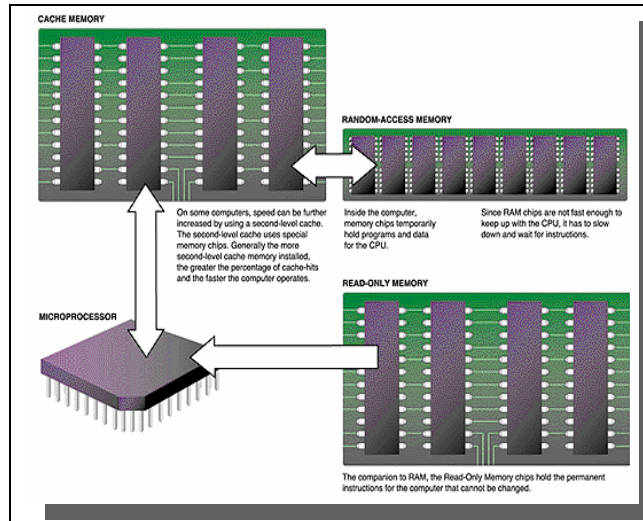 CACHE MEMORY
RANDOM-ACCESS MEMORY
On some computers, speed can be further
increased by using a second-level cache.
The second-level cache uses special
memory chips. Generally the more
second-level cache memory installed,
the greater the percentage of cache-hits
and the faster the computer operates.
Inside the computer,
memory chips temporarily
hold programs and data
for the CPU.
Since RAM chips are not fast enough to
keep up with the CPU, it has to slow
down and wait for instructions.
READ-ONLY MEMORY
MICROPROCESSOR
The companion to RAM, the Read-Only Memory chips hold the permanent
instructions for the computer that cannot be changed.